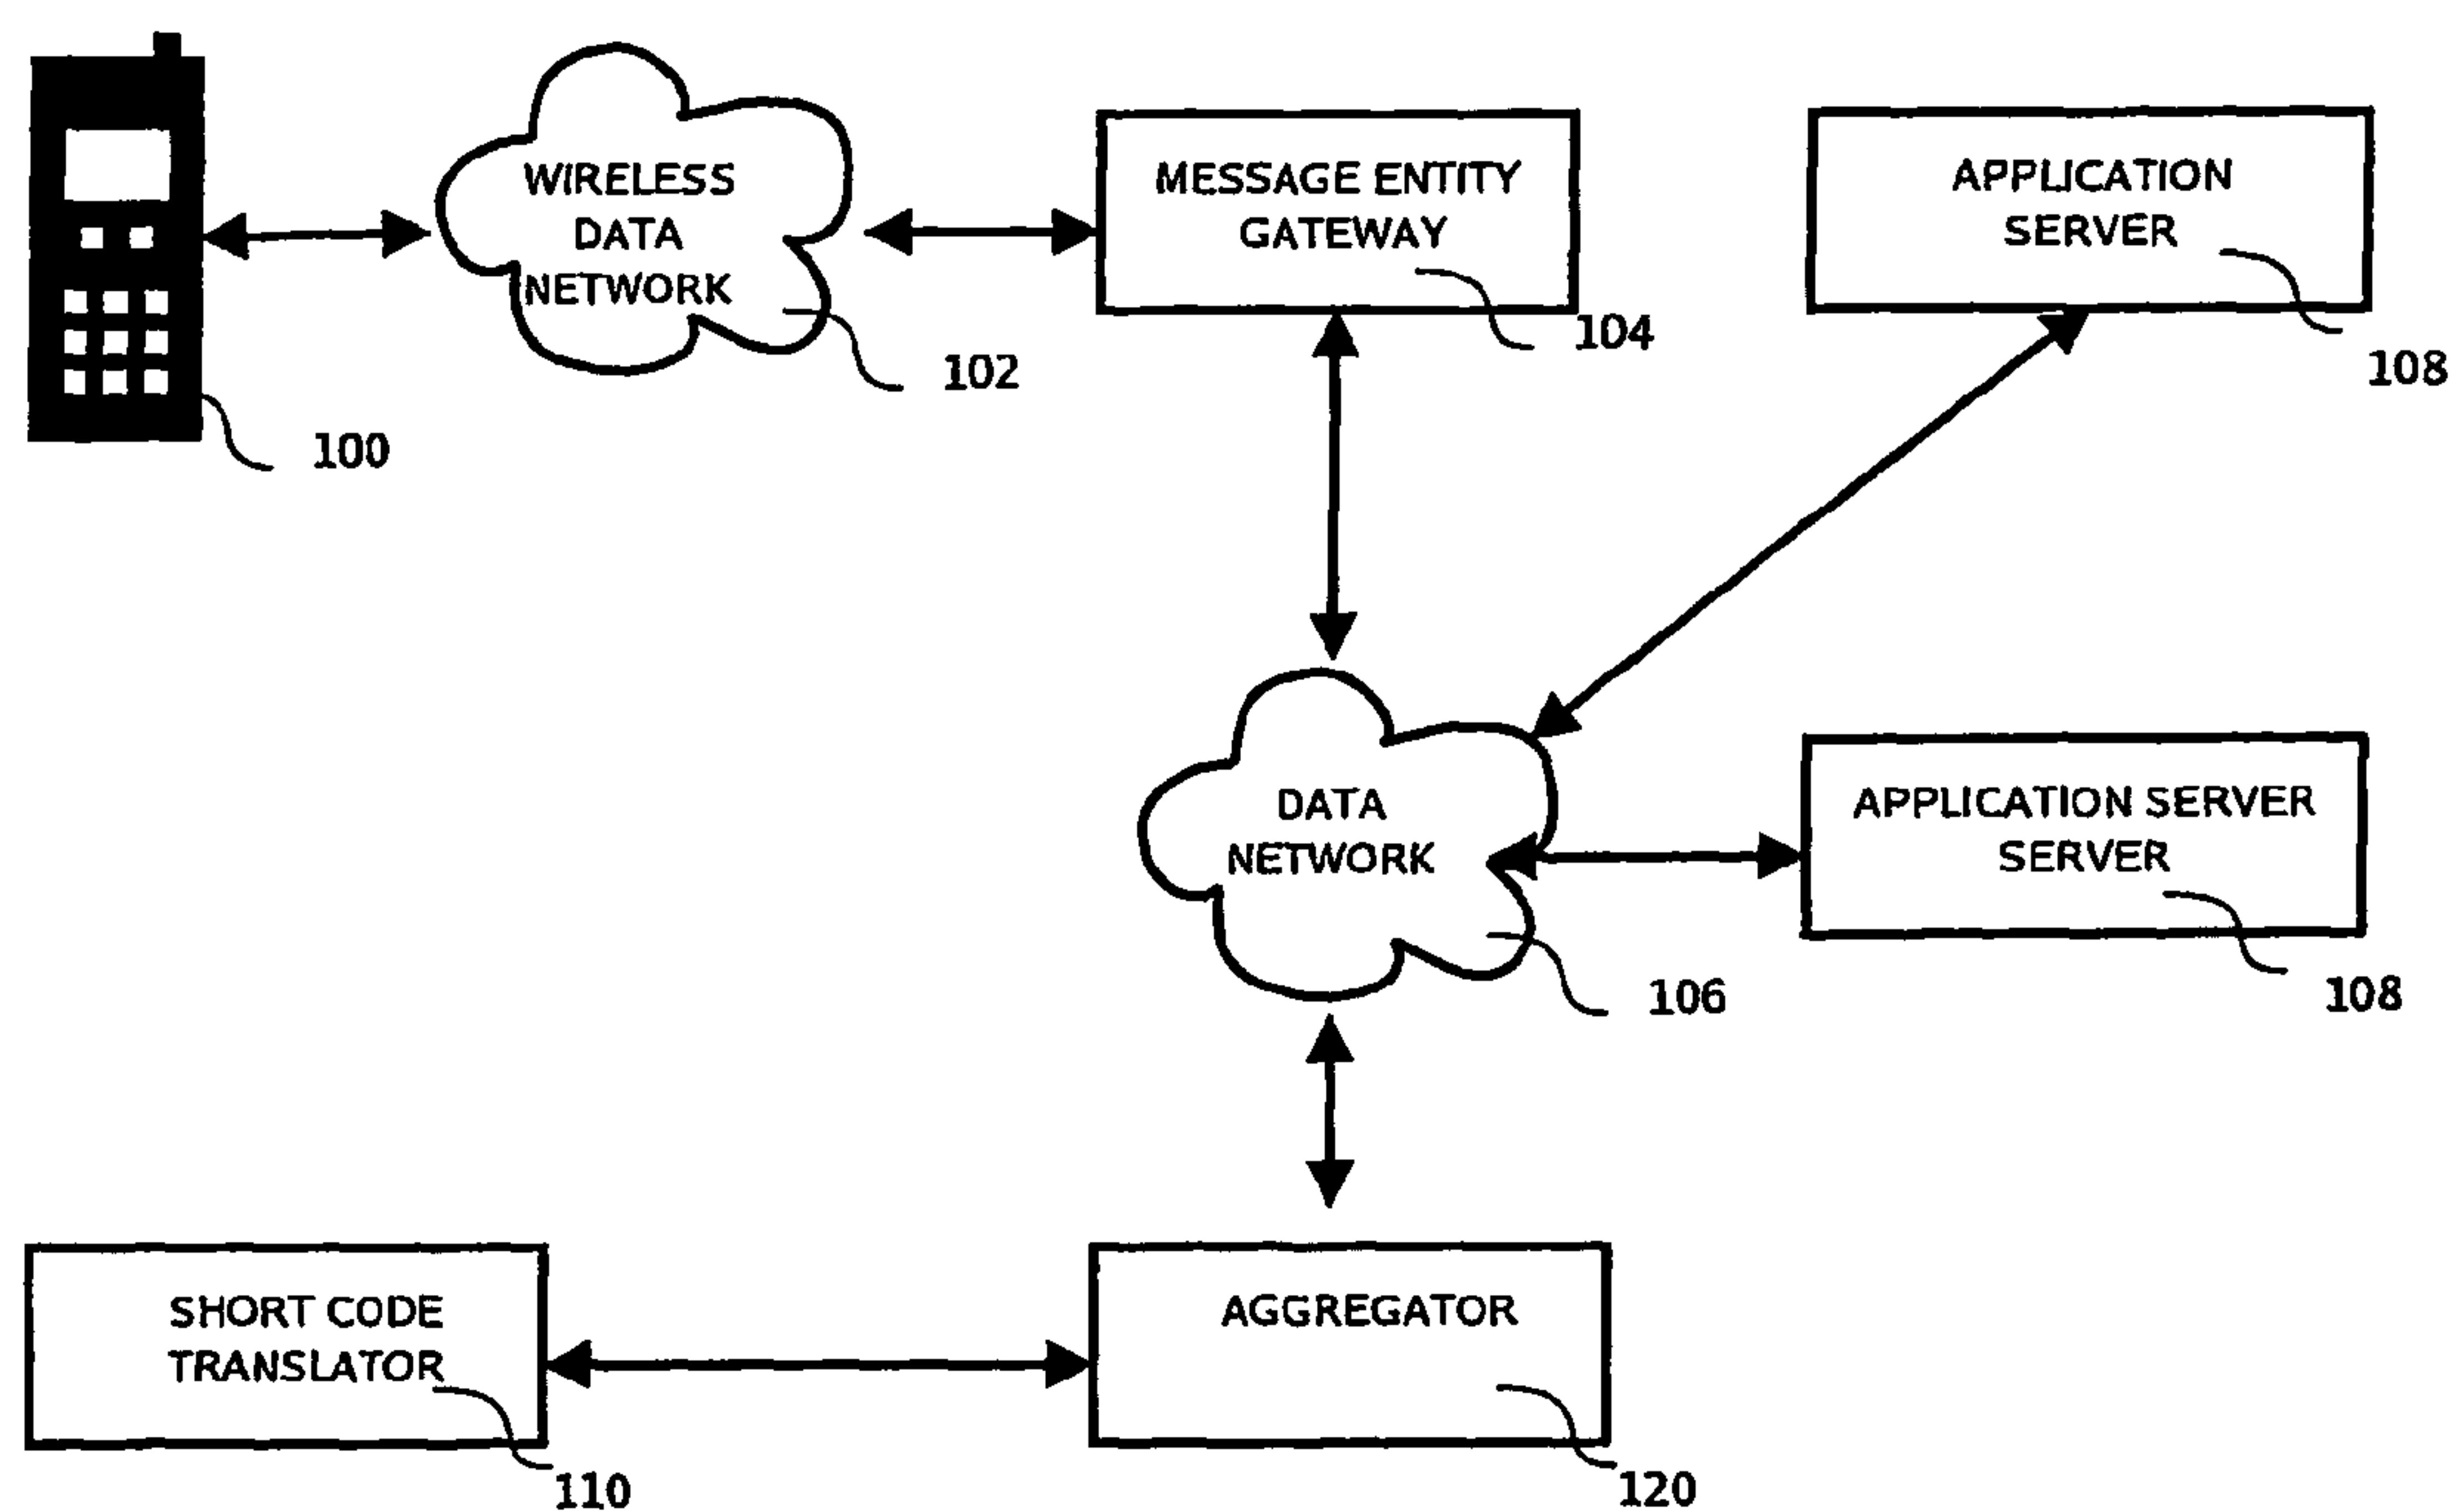 WIRELESS
DATA
NETWORK
102
100
MESSAGE ENTITY
GATEWAY
104
APPLICATION
SERVER
108
DATA
NETWORK
106
APPLICATION SERVER
SERVER
108
SHORT CODE
TRANSLATOR
110
AGGREGATOR
120